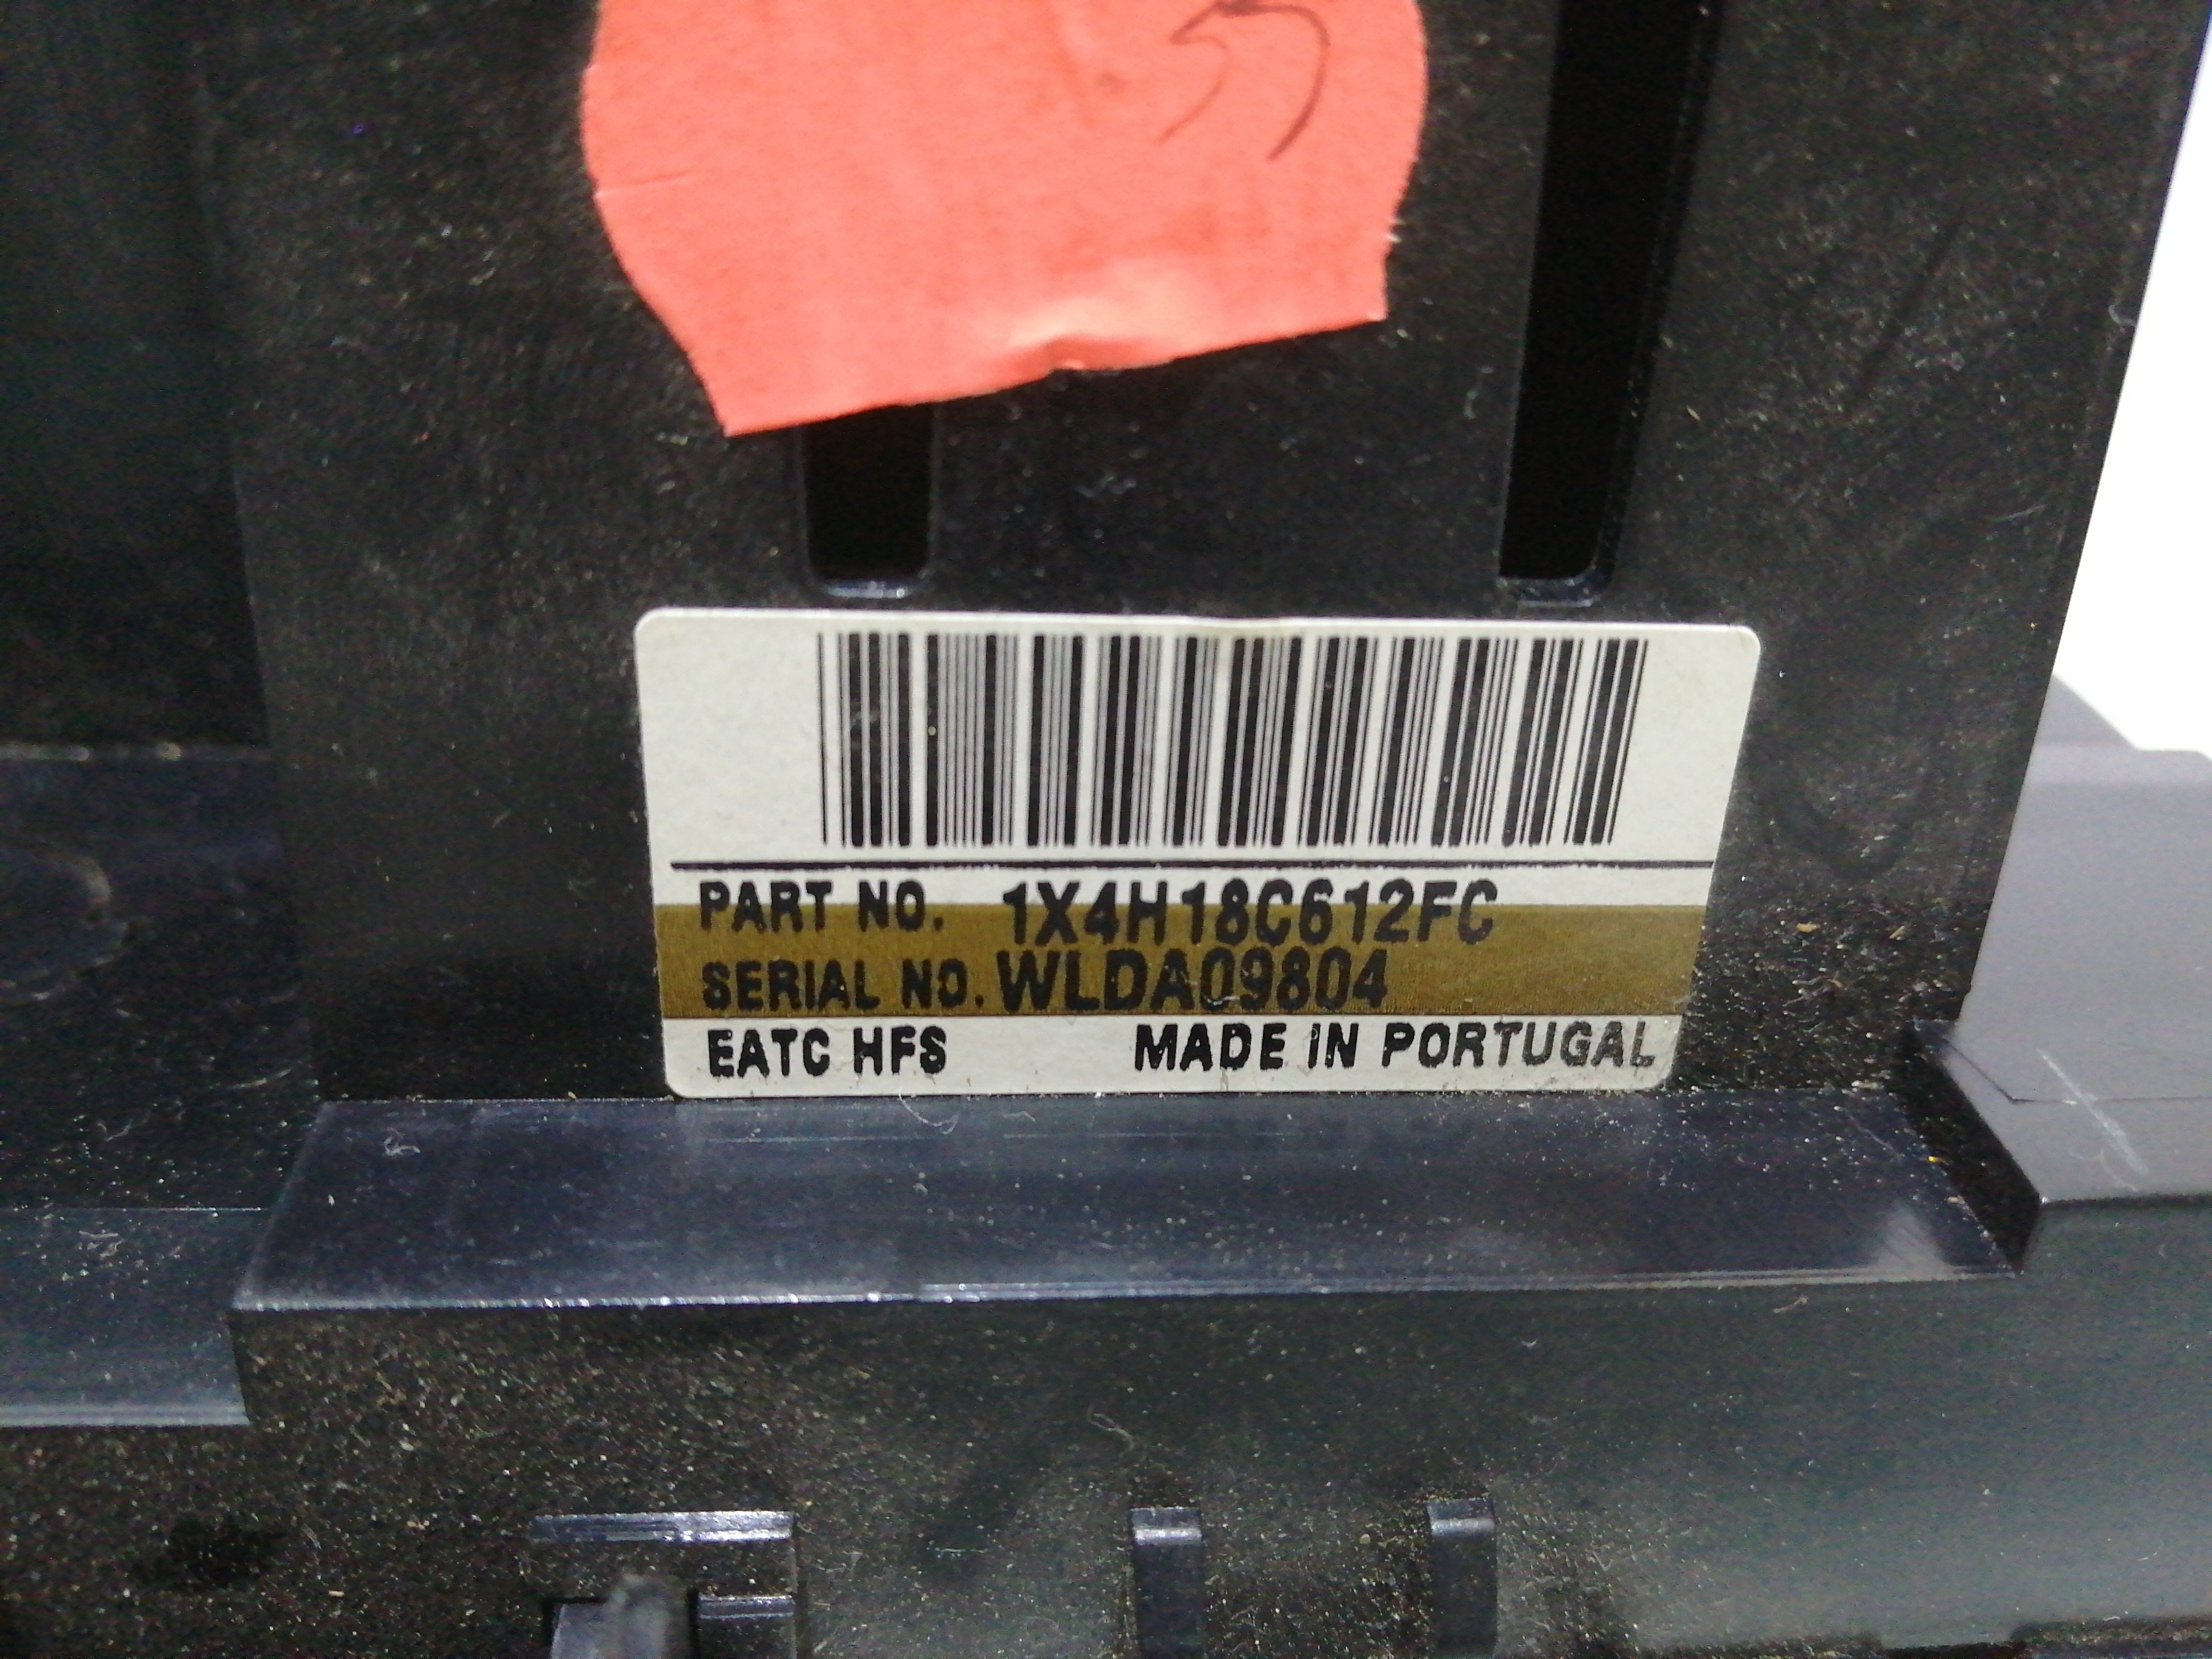 PART NO. 1X4H18C612FC
SERIAL NO. WLDA09804
EATC HFS MADE IN PORTUGAL